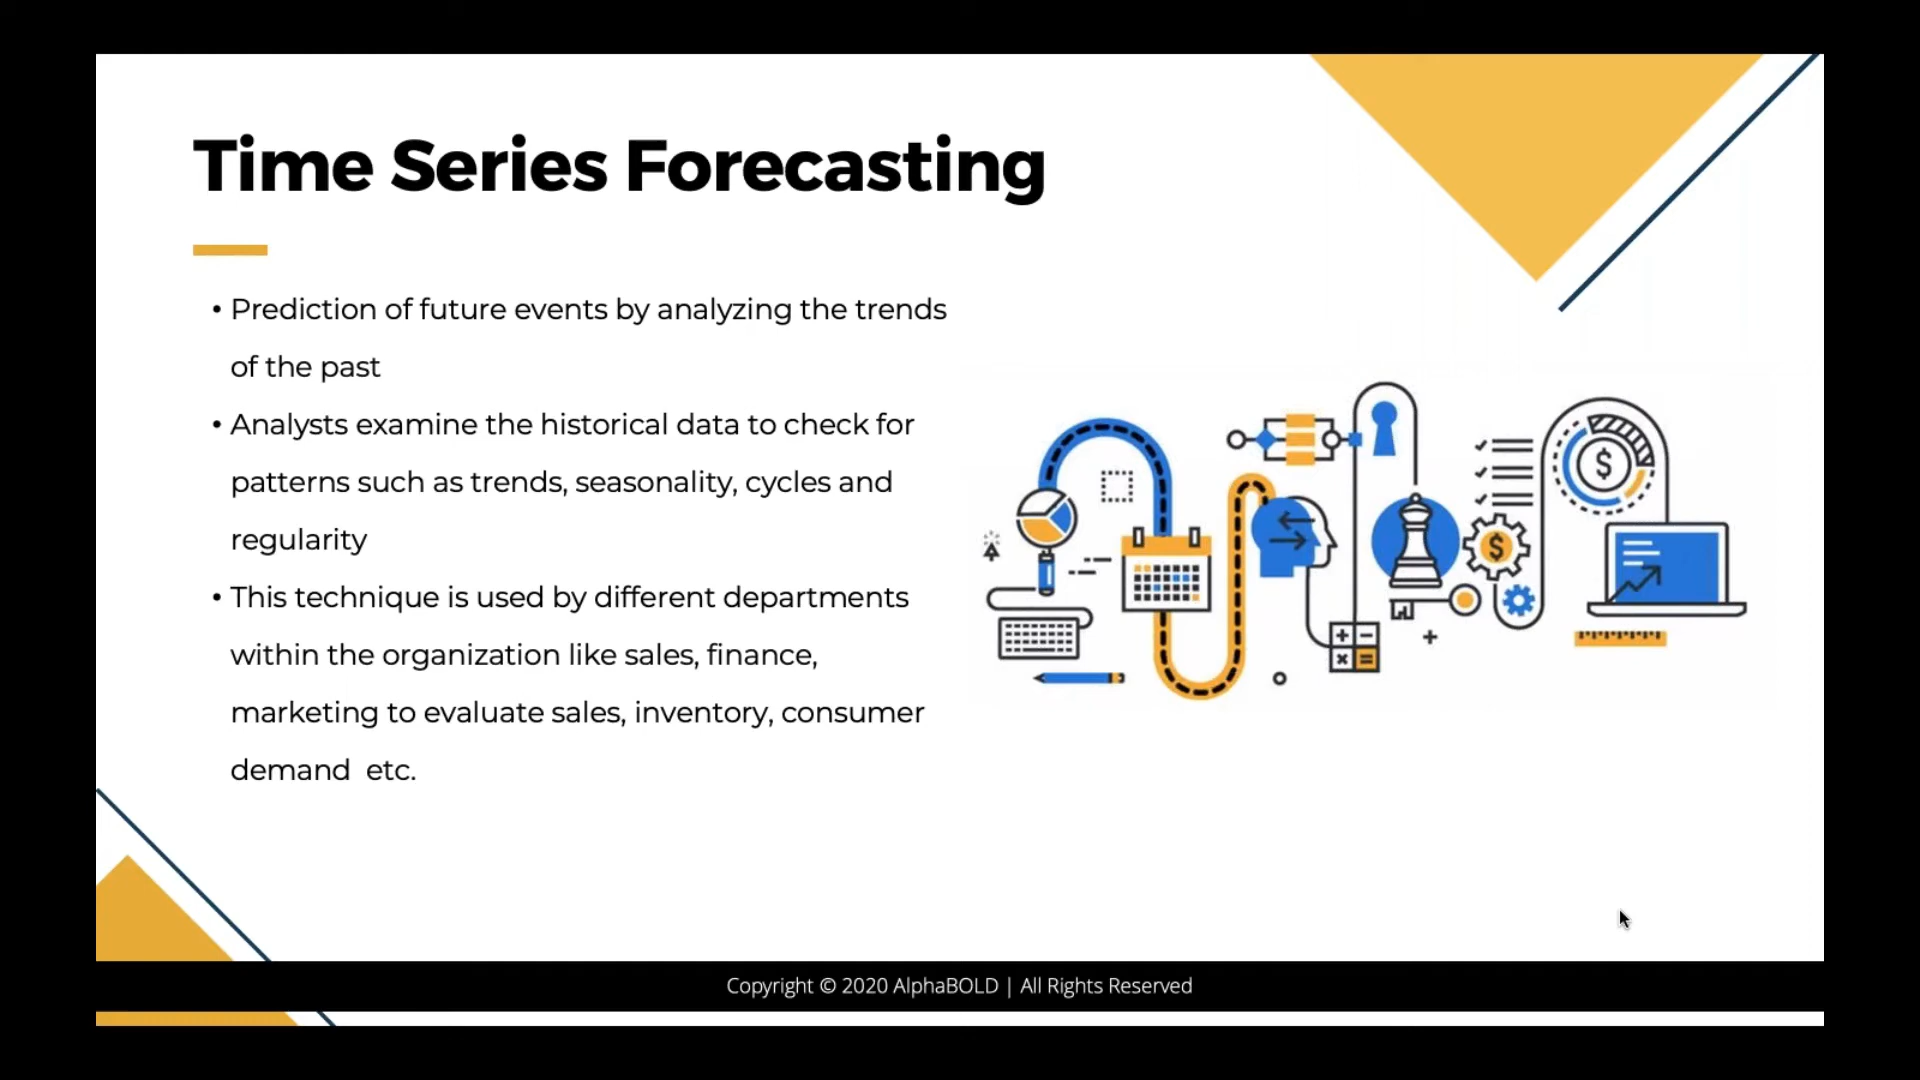 Time Series Forecasting
• Prediction of future events by analyzing the trends
of the past
• Analysts examine the historical data to check for
patterns such as trends, seasonality, cycles and
regularity
• This technique is used by different departments
within the organization like sales, finance,
marketing to evaluate sales, inventory, consumer
demand  etc.
Copyright © 2020 AlphaBOLD | All Rights Reserved